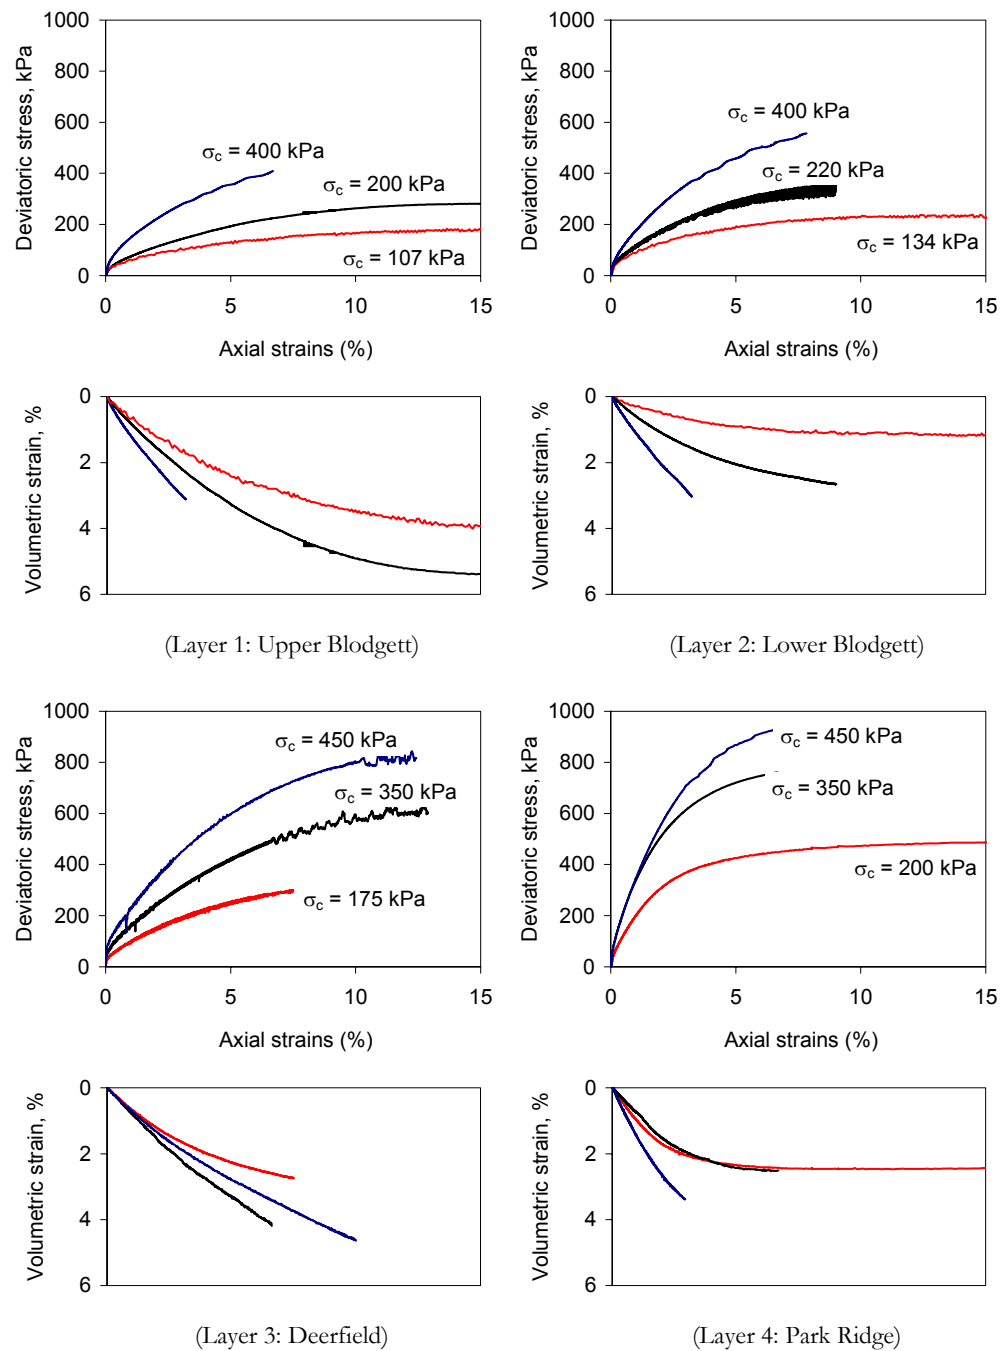 1000
800
600
400
200
0
Deviatoric stress, kPa
σc = 400 kPa
σc = 200 kPa
σc = 107 kPa
0 5 10 15
Axial strains (%)
1000
800
600
400
200
0
Deviatoric stress, kPa
σc = 400 kPa
σc = 220 kPa
σc = 134 kPa
0 5 10 15
Axial strains (%)
0
2
4
6
Volumetric strain, %
(Layer 1: Upper Blodgett)
0
2
4
6
Volumetric strain, %
(Layer 2: Lower Blodgett)
1000
800
600
400
200
0
Deviatoric stress, kPa
σc = 450 kPa
σc = 350 kPa
σc = 175 kPa
0 5 10 15
Axial strains (%)
1000
800
600
400
200
0
Deviatoric stress, kPa
σc = 450 kPa
σc = 350 kPa
σc = 200 kPa
0 5 10 15
Axial strains (%)
0
2
4
6
Volumetric strain, %
(Layer 3: Deerfield)
0
2
4
6
Volumetric strain, %
(Layer 4: Park Ridge)